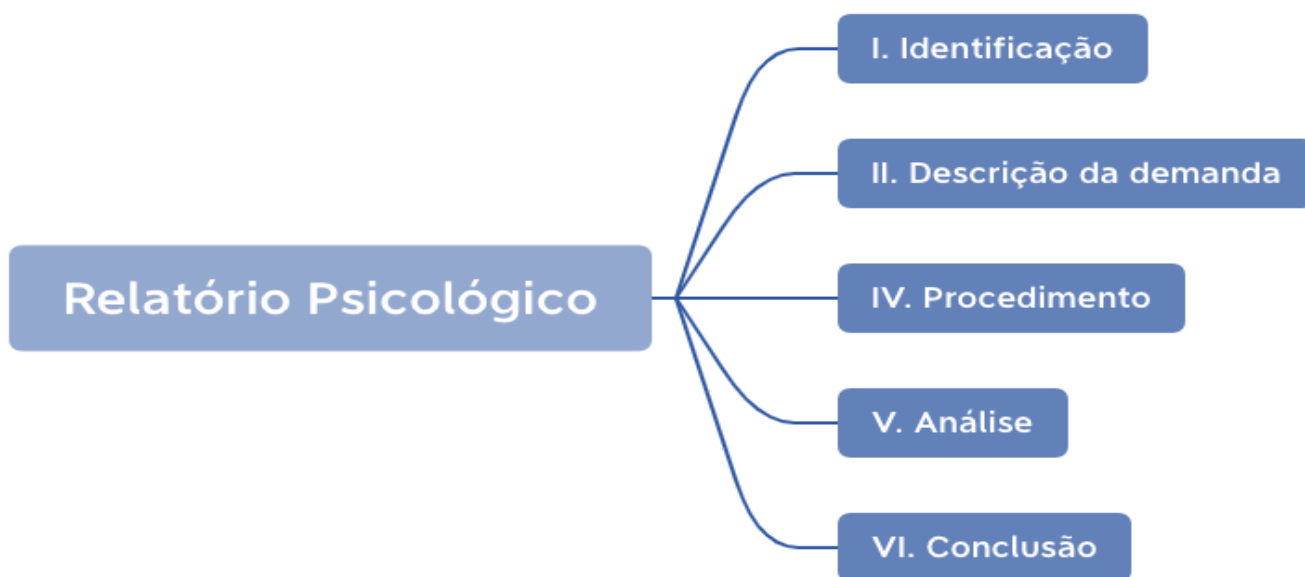 Relatório Psicológico
I. Identificação
II. Descrição da demanda
IV. Procedimento
V. Análise
VI. Conclusão